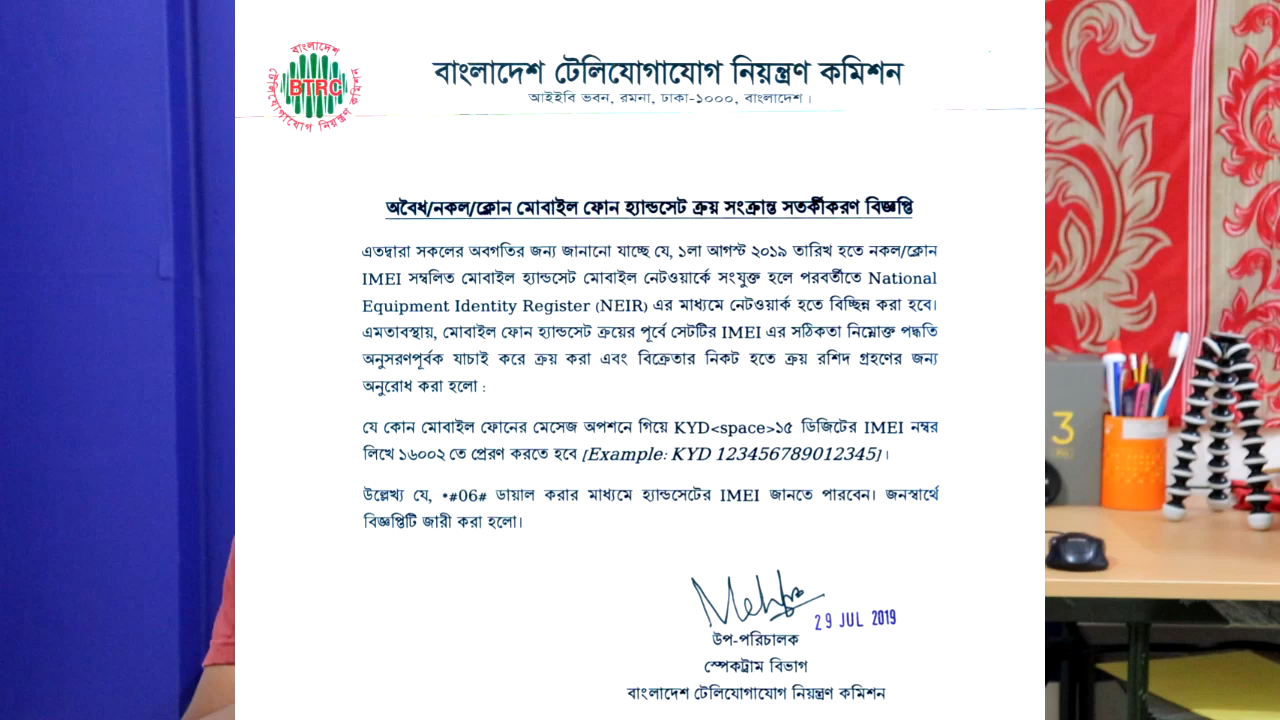 বাংলাদেশ
BTRC
টেলিযোগাযোগ নিয়ন্ত্রণ কমিশন
বাংলাদেশ টেলিযোগাযোগ নিয়ন্ত্রণ কমিশন
আইইবি ভবন, রমনা, ঢাকা-১০০০, বাংলাদেশ।
অবৈধ/নকল/ক্লোন মোবাইল ফোন হ্যান্ডসেট ক্রয় সংক্রান্ত সতর্কীকরণ বিজ্ঞপ্তি
এতদ্বারা সকলের অবগতির জন্য জানানো যাচ্ছে যে, ১লা আগস্ট ২০১৯ তারিখ হতে নকল/ক্লোন
IMEI সম্বলিত মোবাইল হ্যান্ডসেট মোবাইল নেটওয়ার্কে সংযুক্ত হলে পরবর্তীতে National
Equipment Identity Register (NEIR) এর মাধ্যমে নেটওয়ার্ক হতে বিচ্ছিন্ন করা হবে।
এমতাবস্থায়, মোবাইল ফোন হ্যান্ডসেট ক্রয়ের পূর্বে সেটটির IMEI এর সঠিকতা নিম্নোক্ত পদ্ধতি
অনুসরণপূর্বক যাচাই করে ক্রয় করা এবং বিক্রেতার নিকট হতে ক্রয় রশিদ গ্রহণের জন্য
অনুরোধ করা হলো :
যে কোন মোবাইল ফোনের মেসেজ অপশনে গিয়ে KYD<space>১৫ ডিজিটের IMEI নম্বর
লিখে ১৬০০২ তে প্রেরণ করতে হবে [Example: KYD 123456789012345]।
উল্লেখ্য যে, *#06# ডায়াল করার মাধ্যমে হ্যান্ডসেটের IMEI জানতে পারবেন। জনস্বার্থে
বিজ্ঞপ্তিটি জারী করা হলো।
29 JUL 2019
উপ-পরিচালক
স্পেকট্রাম বিভাগ
বাংলাদেশ টেলিযোগাযোগ নিয়ন্ত্রণ কমিশন
3